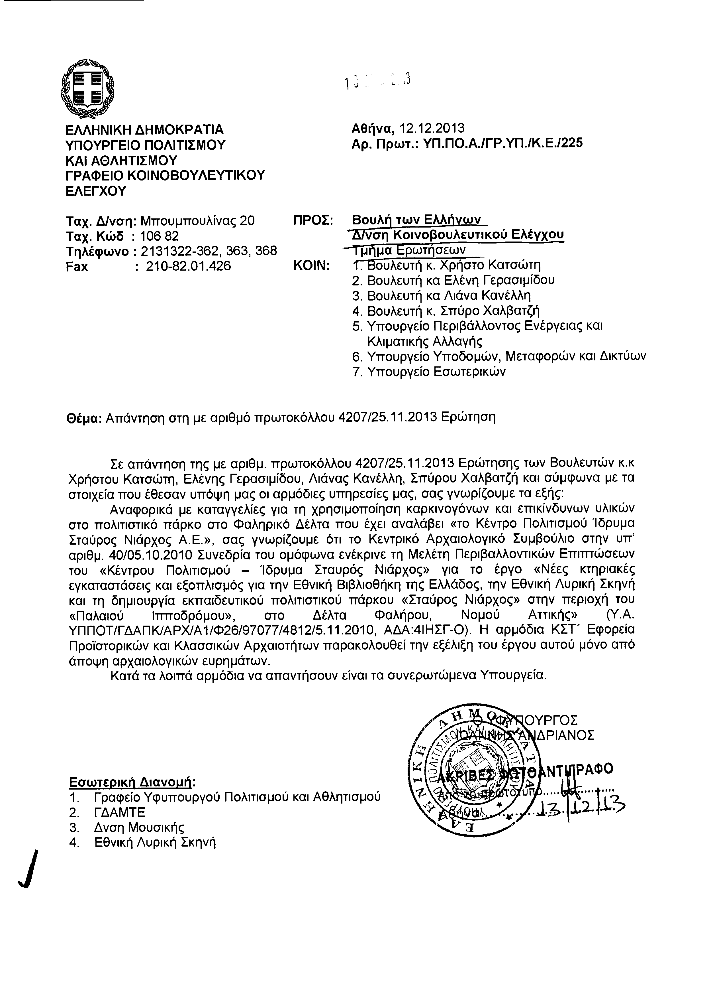 ΕΛΛΗΝΙΚΗ ΔΗΜΟΚΡΑΤΙΑ
ΥΠΟΥΡΓΕΙΟ ΠΟΛΙΤΙΣΜΟΥ
ΚΑΙ ΑΘΛΗΤΙΣΜΟΥ
ΓΡΑΦΕΙΟ ΚΟΙΝΟΒΟΥΛΕΥΤΙΚΟΥ
ΕΛΕΓΧΟΥ
Αθήνα, 12.12.2013
Αρ. Πρωτ.: ΥΠ.ΠΟ.Α./ΓΡ.ΥΠ./Κ.Ε./225
Ταχ. Δ/νση: Μπουμπουλίνας 20
Ταχ. Κώδ : 106 82
Τηλέφωνο : 2131322-362, 363, 368
Fax : 210-82.01.426
ΠΡΟΣ: Βουλή των Ελλήνων
Δ/νση Κοινοβουλευτικού Ελέγχου
Τμήμα Ερωτήσεων
ΚΟΙΝ: 1. Βουλευτή κ. Χρήστο Κατσώτη
2. Βουλευτή κα Ελένη Γερασιμίδου
3. Βουλευτή κα Λιάνα Κανέλλη
4. Βουλευτή κ. Σπύρο Χαλβατζή
5. Υπουργείο Περιβάλλοντος Ενέργειας και
Κλιματικής Αλλαγής
6. Υπουργείο Υποδομών, Μεταφορών και Δικτύων
7. Υπουργείο Εσωτερικών
Θέμα: Απάντηση στη με αριθμό πρωτοκόλλου 4207/25.11.2013 Ερώτηση
Σε απάντηση της με αριθμ. πρωτοκόλλου 4207/25.11.2013 Ερώτησης των Βουλευτών κ.κ
Χρήστου Κατσώτη, Ελένης Γερασιμίδου, Λιάνας Κανέλλη, Σπύρου Χαλβατζή και σύμφωνα με τα
στοιχεία που έθεσαν υπόψη μας οι αρμόδιες υπηρεσίες μας, σας γνωρίζουμε τα εξής:
Αναφορικά με καταγγελίες για τη χρησιμοποίηση καρκινογόνων και επικίνδυνων υλικών
στο πολιτιστικό πάρκο στο Φαληρικό Δέλτα που έχει αναλάβει «το Κέντρο Πολιτισμού Ίδρυμα
Σταύρος Νιάρχος Α.Ε.», σας γνωρίζουμε ότι το Κεντρικό Αρχαιολογικό Συμβούλιο στην υπ'
αριθμ. 40/05.10.2010 Συνεδρία του ομόφωνα ενέκρινε τη Μελέτη Περιβαλλοντικών Επιπτώσεων
του «Κέντρου Πολιτισμού – Ίδρυμα Σταυρός Νιάρχος» για το έργο «Νέες κτηριακές
εγκαταστάσεις και εξοπλισμός για την Εθνική Βιβλιοθήκη της Ελλάδος, την Εθνική Λυρική Σκηνή
και τη δημιουργία εκπαιδευτικού πολιτιστικού πάρκου «Σταύρος Νιάρχος» στην περιοχή του
«Παλαιού Ιπποδρόμου», στο Δέλτα Φαλήρου, Νομού Αττικής» (Υ.Α.
ΥΠΠΟΤ/ΓΔΑΠΚ/ΑΡΧ/Α1/Φ26/97077/4812/5.11.2010, ΑΔΑ:4ΙΗΣΓ-Ο). Η αρμόδια ΚΣΤ΄ Εφορεία
Προϊστορικών και Κλασσικών Αρχαιοτήτων παρακολουθεί την εξέλιξη του έργου αυτού μόνο από
άποψη αρχαιολογικών ευρημάτων.
Κατά τα λοιπά αρμόδια να απαντήσουν είναι τα συνερωτώμενα Υπουργεία.
Ο ΥΦΥΠΟΥΡΓΟΣ
ΙΩΑΝΝΗΣ ΑΝΔΡΙΑΝΟΣ
ΕΛΛΗΝΙΚΗ ΔΗΜΟΚΡΑΤΙΑ
ΥΠΟΥΡΓΕΙΟ ΠΟΛΙΤΙΣΜΟΥ ΚΑΙ ΑΘΛΗΤΙΣΜΟΥ
ΑΚΡΙΒΕΣ ΦΩΤΟΑΝΤΙΓΡΑΦΟ
Από το πρωτότυπο
Αθήνα 13/12/13
Εσωτερική Διανομή:
1. Γραφείο Υφυπουργού Πολιτισμού και Αθλητισμού
2. ΓΔΑΜΤΕ
3. Δνση Μουσικής
4. Εθνική Λυρική Σκηνή